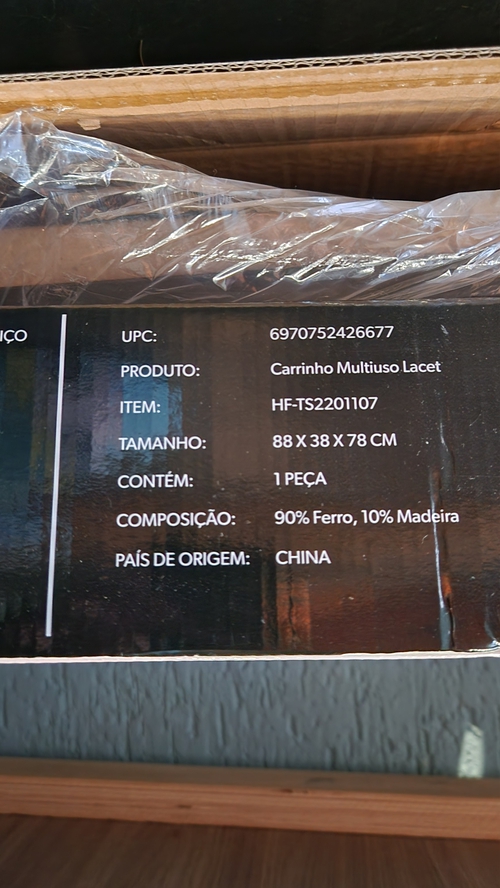 UPC: 6970752426677
PRODUTO: Carrinho Multiuso Lacet
ITEM: HF-TS2201107
TAMANHO: 88 X 38 X 78 CM
CONTÉM: 1 PEÇA
COMPOSIÇÃO: 90% Ferro, 10% Madeira
PAÍS DE ORIGEM: CHINA